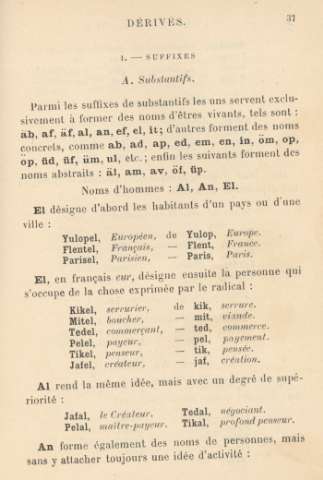 DÉRIVÉS. 37
1. — SUFFIXES
A. Substantifs.
Parmi les suffixes de substantifs les uns servent exclu-
sivement à former des noms d'êtres vivants, tels sont :
äb, af, äf, al, an, ef, el, it; d'autres forment des noms
concrets, comme ab, ad, ap, ed, em, en, in, öm, op,
öp, üd, üf, üm, ul, etc.; enfin les suivants forment des
noms abstraits : äl, am, av, öf, üp.
Noms d'hommes : Al, An, El.
El désigne d'abord les habitants d'un pays ou d'une
ville :
Yulopel, Européen, de Yulop, Europe.
Flentel, Français, — Flent, France.
Parisel, Parisien, — Paris, Paris.
El, en français eur, désigne ensuite la personne qui
s'occupe de la chose exprimée par le radical :
Kikel, serrurier, de kik, serrure.
Mitel, boucher, — mit, viande.
Tedel, commerçant, — ted, commerce.
Pelel, payeur, — pel, payement.
Tikel, penseur, — tik, pensée.
Jafel, créateur, — jaf, création.
Al rend la même idée, mais avec un degré de supé-
riorité :
Jafal, le Créateur. Tedal, négociant.
Pelal, maître-payeur. Tikal, profond penseur.
An forme également des noms de personnes, mais
sans y attacher toujours une idée d'activité :